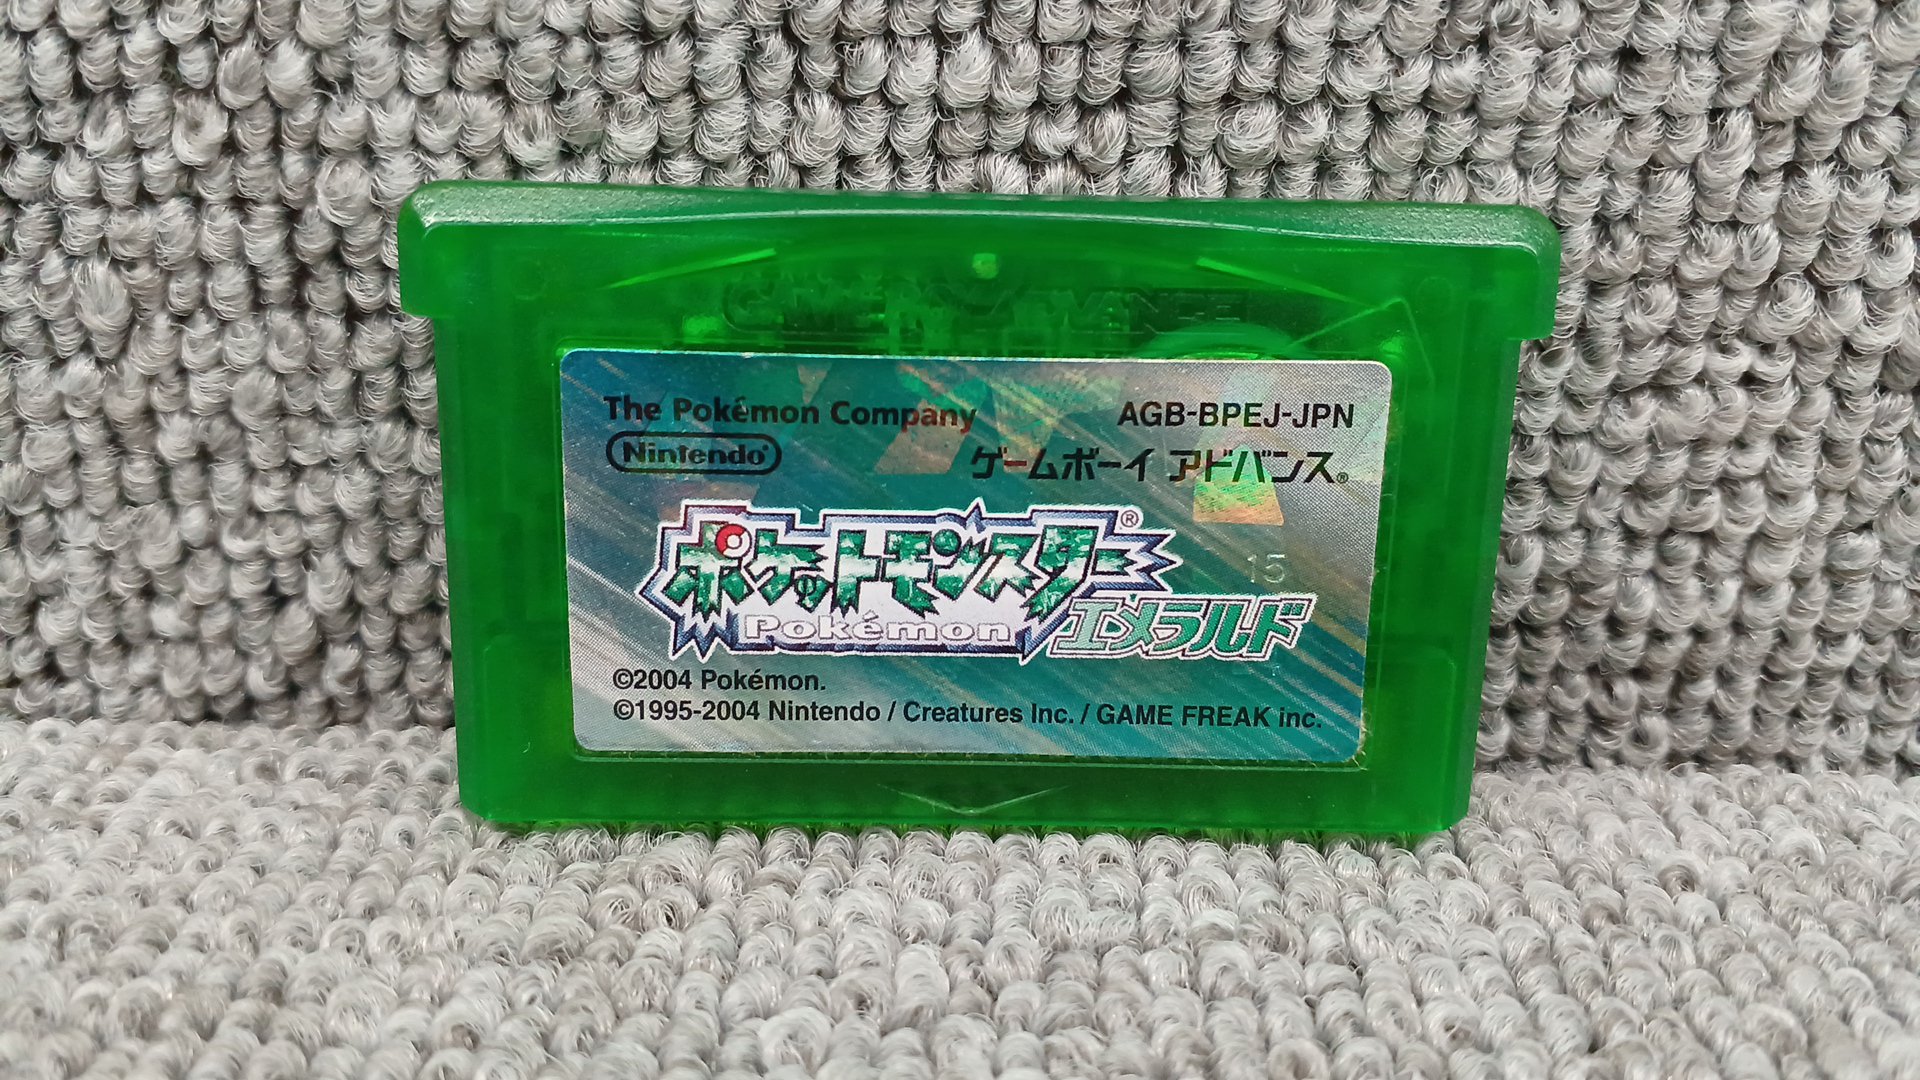 GAME BOY ADVANCE
The Pokémon Company AGB-BPEJ-JPN
Nintendo® ゲームボーイ アドバンス®
ポケットモンスター®
15
Pokémon エメラルド
©2004 Pokémon.
©1995-2004 Nintendo / Creatures Inc. / GAME FREAK inc.